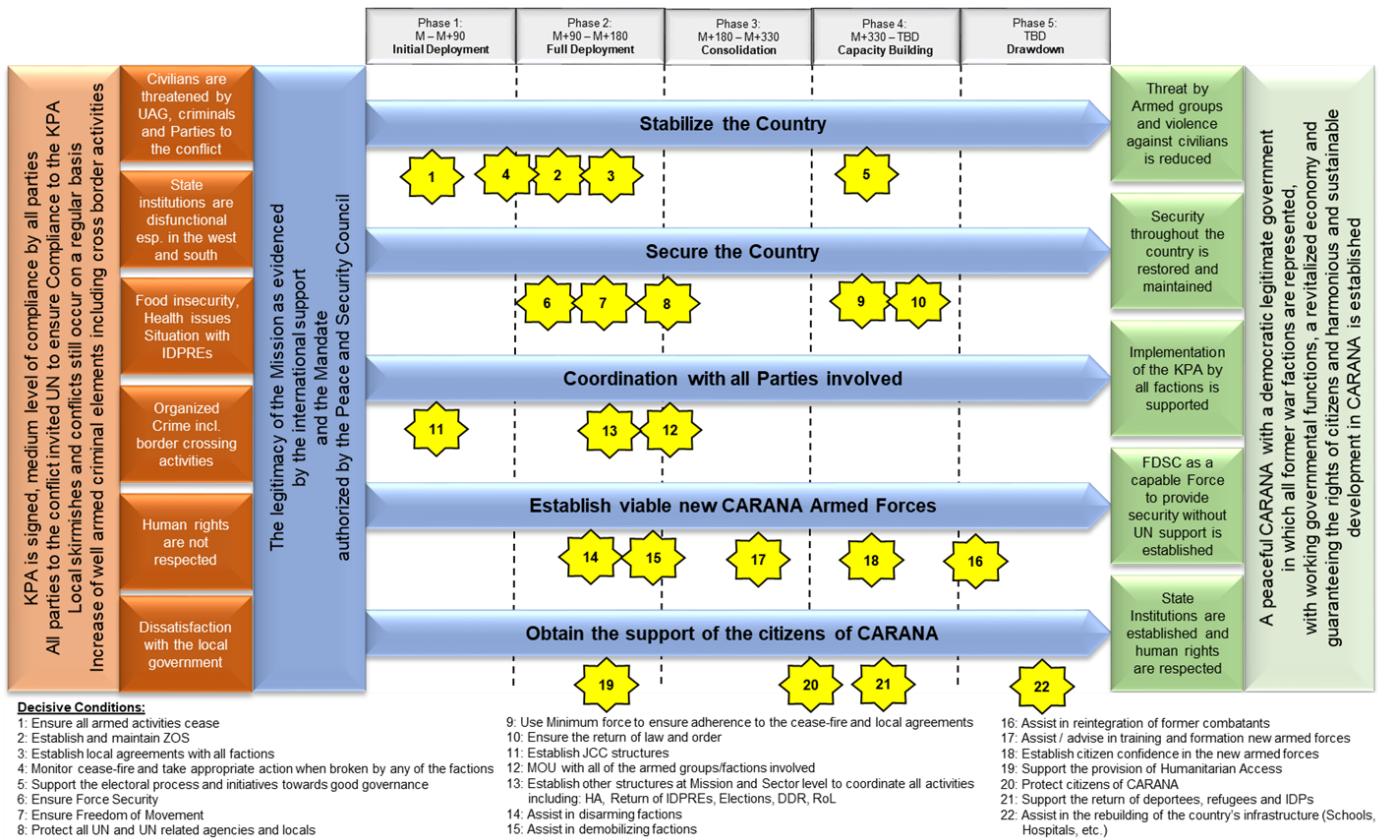 Phase 1:
M – M+90
Initial Deployment
Phase 2:
M+90 – M+180
Full Deployment
Phase 3:
M+180 – M+330
Consolidation
Phase 4:
M+330 – TBD
Capacity Building
Phase 5:
TBD
Drawdown
KPA is signed, medium level of compliance by all parties
All parties to the conflict invited UN to ensure Compliance to the KPA
Local skirmishes and conflicts still occur on a regular basis
Increase of well armed criminal elements including cross border activities
Civilians are
threatened by
UAG, criminals
and Parties to
the conflict
State
institutions are
disfunctional
esp. in the west
and south
Food insecurity,
Health issues
Situation with
IDPREs
Organized
Crime incl.
border crossing
activities
Human rights
are not
respected
Dissatisfaction
with the local
government
The legitimacy of the Mission as evidenced
by the international support
and the Mandate
authorized by the Peace and Security Council
Stabilize the Country
1
4
2
3
5
Secure the Country
6
7
8
9
10
Coordination with all Parties involved
11
13
12
Establish viable new CARANA Armed Forces
14
15
17
18
16
Obtain the support of the citizens of CARANA
19
20
21
22
Threat by
Armed groups
and violence
against civilians
is reduced
Security
throughout the
country is
restored and
maintained
Implementation
of the KPA by
all factions is
supported
FDSC as a
capable Force
to provide
security without
UN support is
established
State
Institutions are
established and
human rights
are respected
A peaceful CARANA with a democratic legitimate government
in which all former war factions are represented,
with working governmental functions, a revitalized economy and
guaranteeing the rights of citizens and harmonious and sustainable
development in CARANA is established
Decisive Conditions:
1: Ensure all armed activities cease
2: Establish and maintain ZOS
3: Establish local agreements with all factions
4: Monitor cease-fire and take appropriate action when broken by any of the factions
5: Support the electoral process and initiatives towards good governance
6: Ensure Force Security
7: Ensure Freedom of Movement
8: Protect all UN and UN related agencies and locals
9: Use Minimum force to ensure adherence to the cease-fire and local agreements
10: Ensure the return of law and order
11: Establish JCC structures
12: MOU with all of the armed groups/factions involved
13: Establish other structures at Mission and Sector level to coordinate all activities
including: HA, Return of IDPREs, Elections, DDR, RoL
14: Assist in disarming factions
15: Assist in demobilizing factions
16: Assist in reintegration of former combatants
17: Assist / advise in training and formation new armed forces
18: Establish citizen confidence in the new armed forces
19: Support the provision of Humanitarian Access
20: Protect citizens of CARANA
21: Support the return of deportees, refugees and IDPs
22: Assist in the rebuilding of the country's infrastructure (Schools,
Hospitals, etc.)